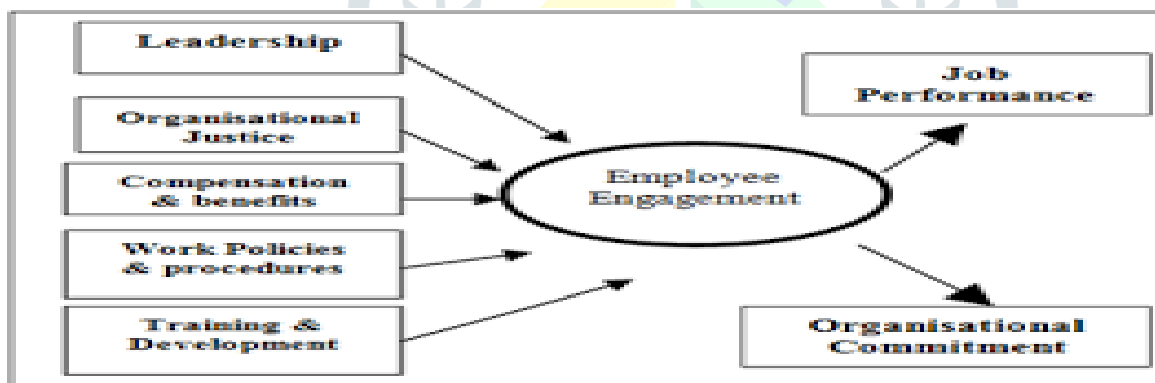 Leadership
Organisational
Justice
Compensation
& benefits
Work Policies
& procedures
Training &
Development
Employee
Engagement
Job
Performance
Organisational
Commitment